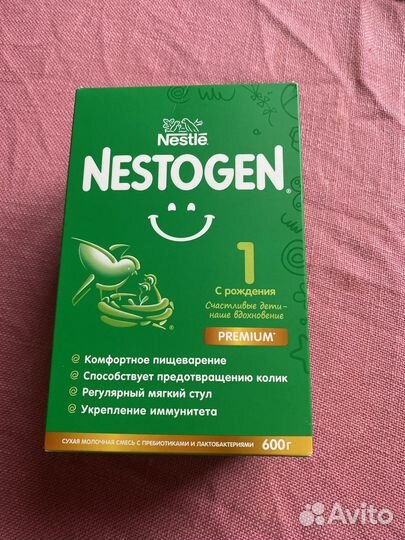 Nestlé
NESTOGEN®
1
С рождения
Счастливые дети –
наше вдохновение
PREMIUM*
Комфортное пищеварение
Способствует предотвращению колик
Регулярный мягкий стул
Укрепление иммунитета
СУХАЯ МОЛОЧНАЯ СМЕСЬ С ПРЕБИОТИКАМИ И ЛАКТОБАКТЕРИЯМИ 600 г
Avito